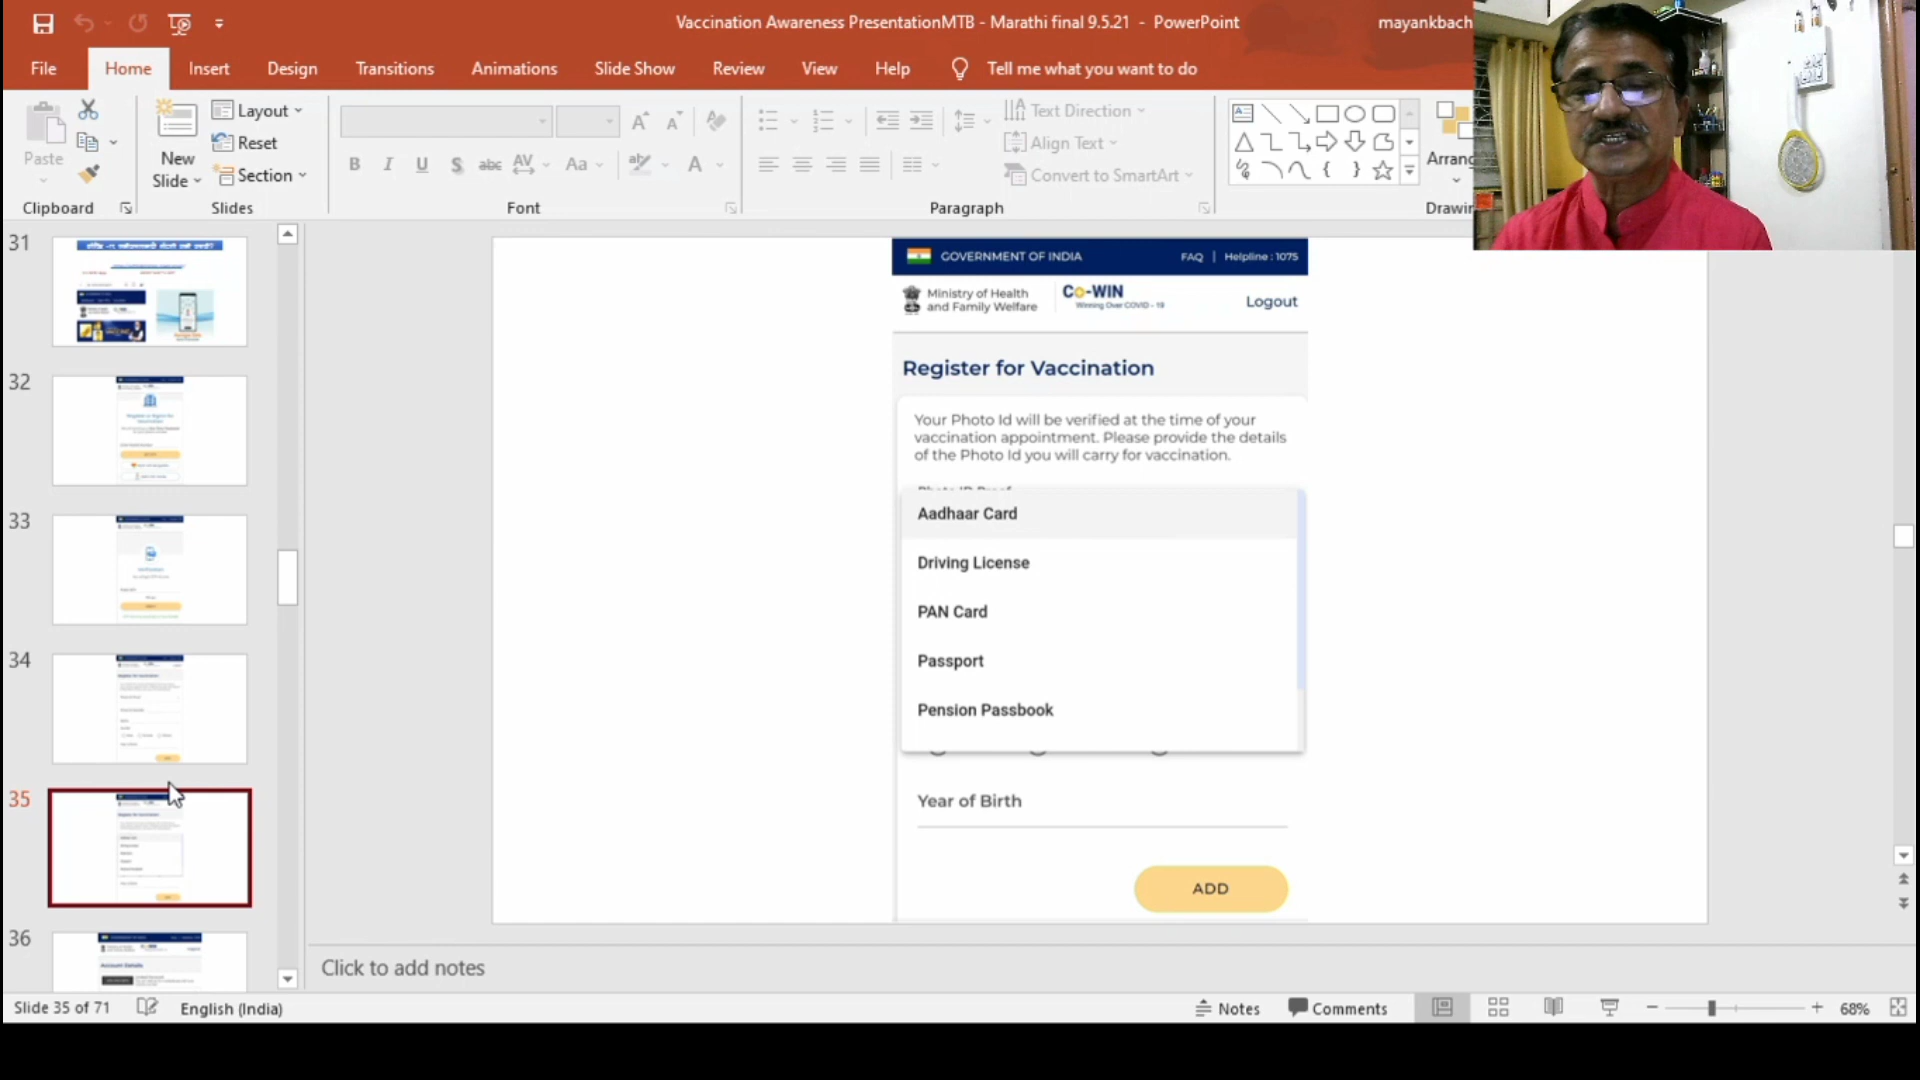 Vaccination Awareness PresentationMTB - Marathi final 9.5.21 - PowerPoint
mayankbach
File
Home
Insert
Design
Transitions
Animations
Slide Show
Review
View
Help
Tell me what you want to do
Paste
New
Slide
Layout
Reset
Section
Text Direction
Align Text
Convert to SmartArt
Arrang
Clipboard
Slides
Font
Paragraph
Drawin
31
32
33
34
35
36
GOVERNMENT OF INDIA
FAQ | Helpline : 1075
Ministry of Health
and Family Welfare
Co-WIN
Winning Over COVID - 19
Logout
Register for Vaccination
Your Photo Id will be verified at the time of your
vaccination appointment. Please provide the details
of the Photo Id you will carry for vaccination.
Aadhaar Card
Driving License
PAN Card
Passport
Pension Passbook
Year of Birth
ADD
Click to add notes
Slide 35 of 71
English (India)
Notes
Comments
68%